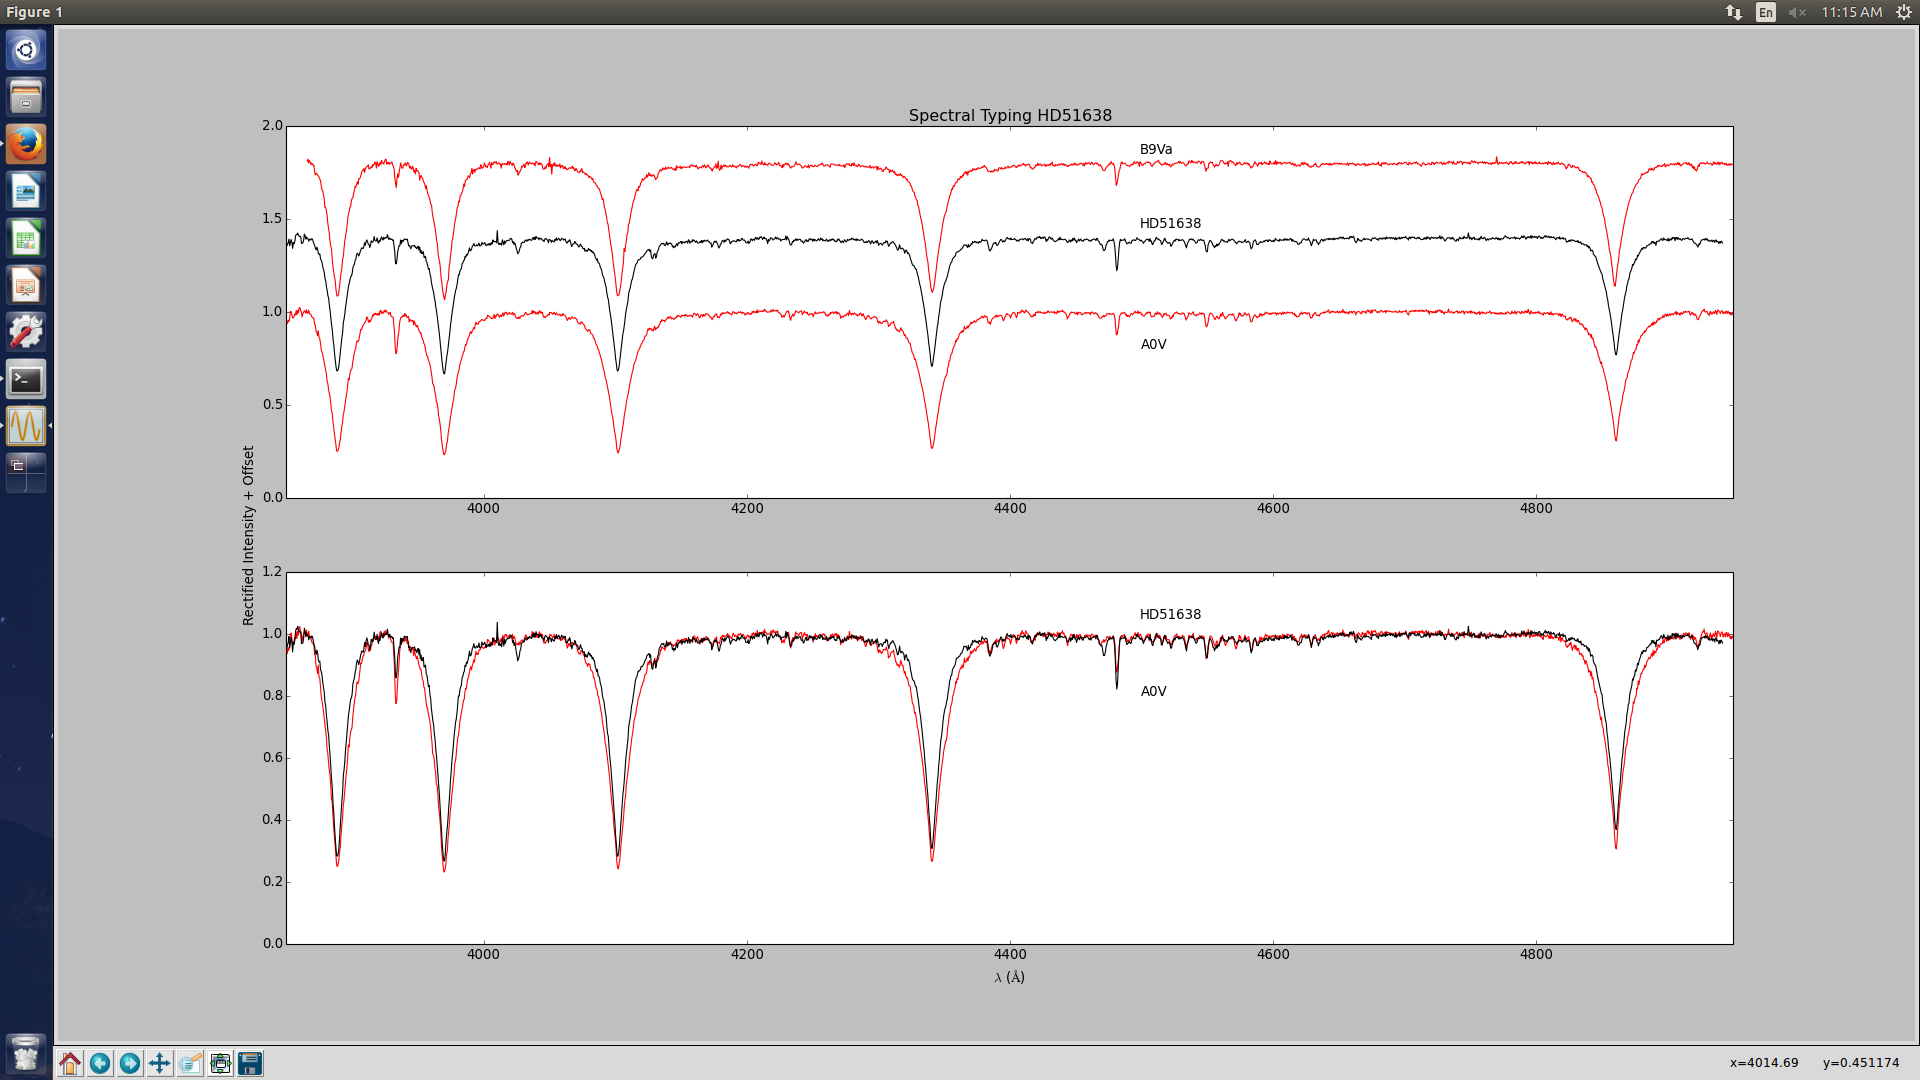 Figure 1
En
11:15 AM
Spectral Typing HD51638
2.0
1.5
1.0
0.5
0.0
B9Va
HD51638
A0V
4000 4200 4400 4600 4800
Rectified Intensity + Offset
1.2
1.0
0.8
0.6
0.4
0.2
0.0
HD51638
A0V
4000 4200 4400 4600 4800
λ (Å)
x=4014.69 y=0.451174